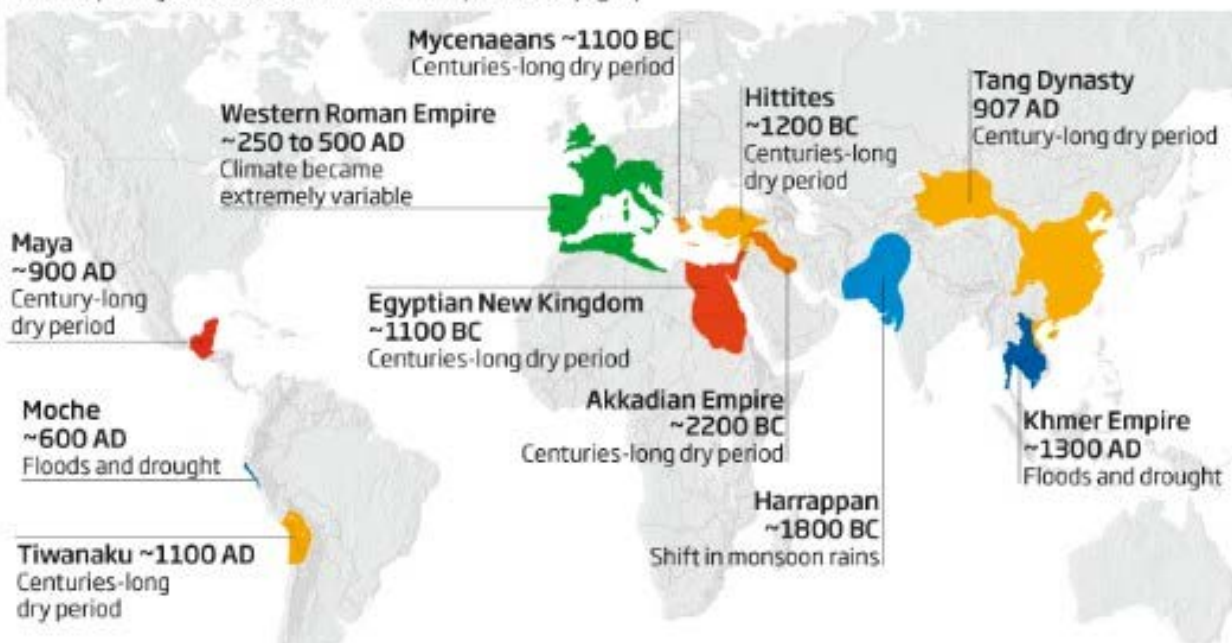 Mycenaeans ~1100 BC
Centuries-long dry period
Western Roman Empire
~250 to 500 AD
Climate became
extremely variable
Hittites
~1200 BC
Centuries-long
dry period
Tang Dynasty
907 AD
Century-long dry period
Maya
~900 AD
Century-long
dry period
Egyptian New Kingdom
~1100 BC
Centuries-long dry period
Akkadian Empire
~2200 BC
Centuries-long dry period
Moche
~600 AD
Floods and drought
Khmer Empire
~1300 AD
Floods and drought
Harrappan
~1800 BC
Shift in monsoon rains
Tiwanaku ~1100 AD
Centuries-long
dry period